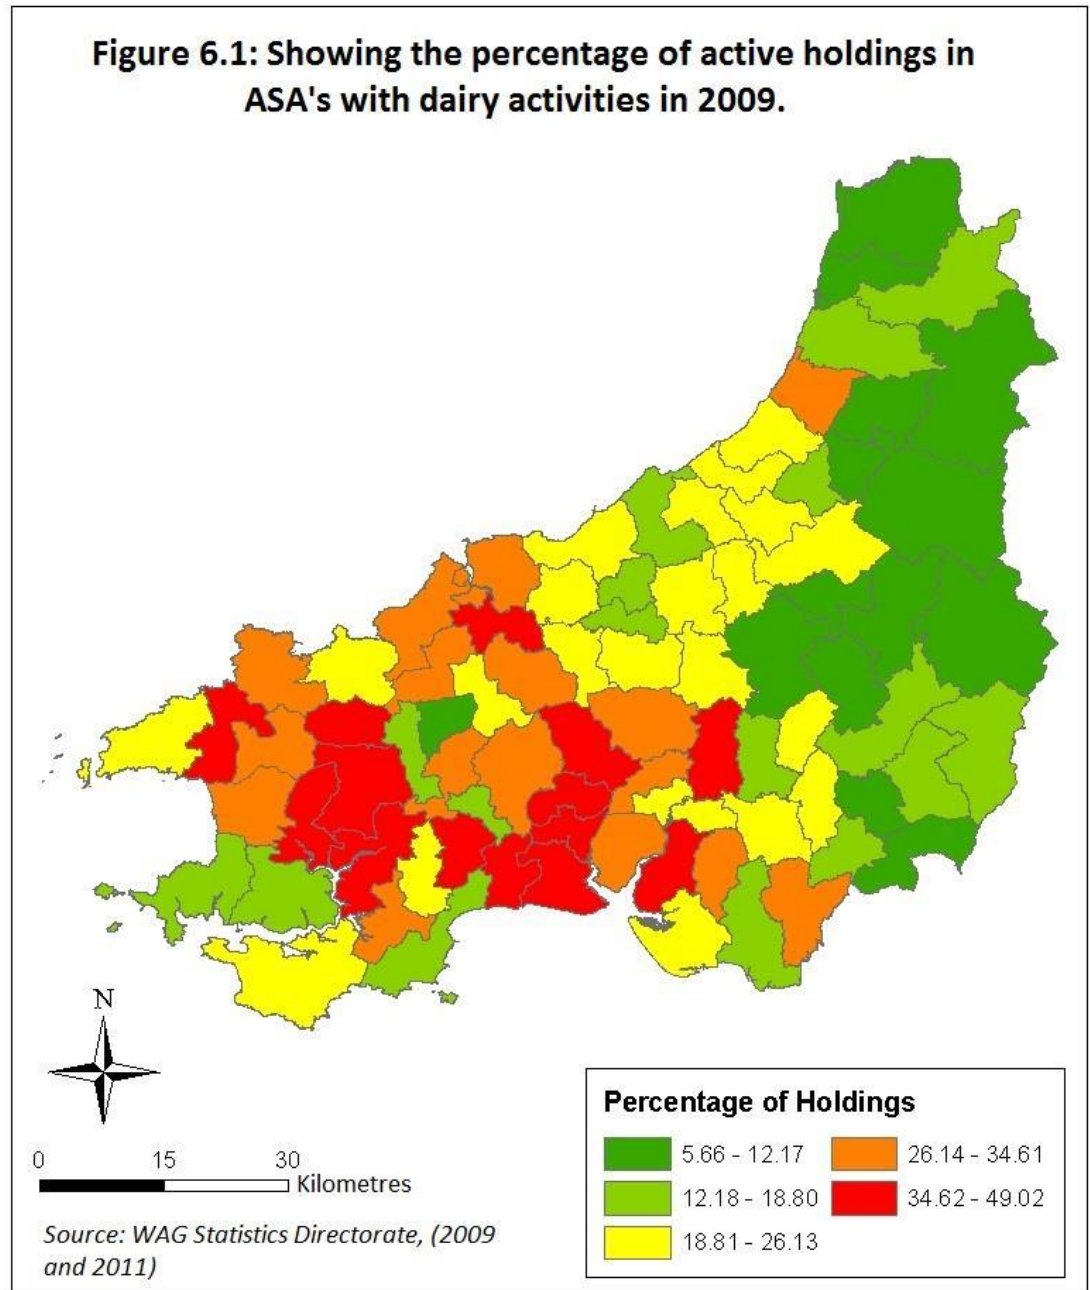 Figure 6.1: Showing the percentage of active holdings in
ASA's with dairy activities in 2009.
N
0 15 30
Kilometres
Source: WAG Statistics Directorate, (2009
and 2011)
Percentage of Holdings
5.66 - 12.17
12.18 - 18.80
18.81 - 26.13
26.14 - 34.61
34.62 - 49.02